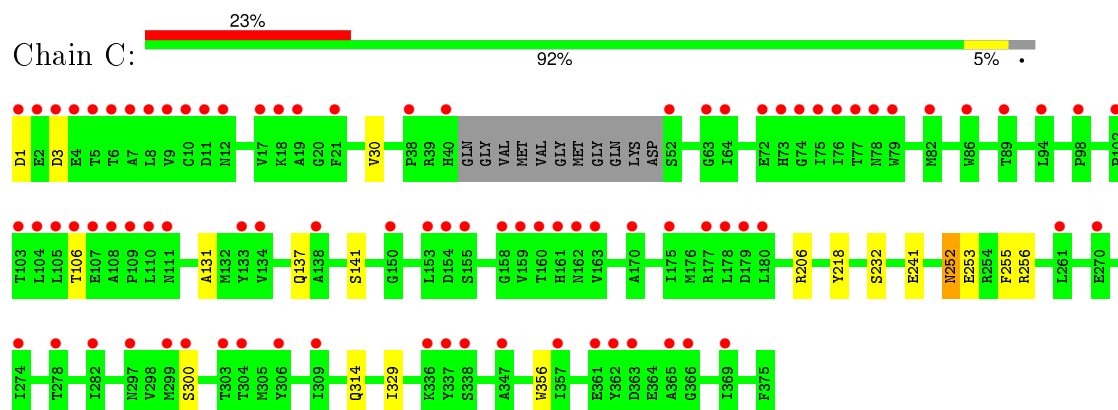 23%
Chain C: 92% 5% •
D1 E2 D3 E4 T5 T6 A7 L8 V9 C10 D11 N12 V17 K18 A19 G20 F21 V30 P38 R39 H40 GLN GLY VAL MET VAL GLY MET GLY GLN LYS ASP S52 G63 I64 E72 H73 G74 I75 I76 T77 N78 W79 M82 W86 T89 L94 P98 P102
T103 L104 L105 T106 E107 A108 P109 L110 N111 A131 M132 Y133 V134 Q137 A138 S141 G150 L153 D154 S155 G158 V159 T160 H161 N162 V163 A170 I175 M176 R177 L178 D179 L180 R206 Y218 S232 E241 N252 E253 R254 F255 R256 L261 E270
I274 T278 I282 N297 V298 M299 S300 T303 T304 M305 Y306 I309 Q314 I329 K336 Y337 S338 A347 W356 I357 E361 Y362 D363 E364 A365 G366 I369 F375